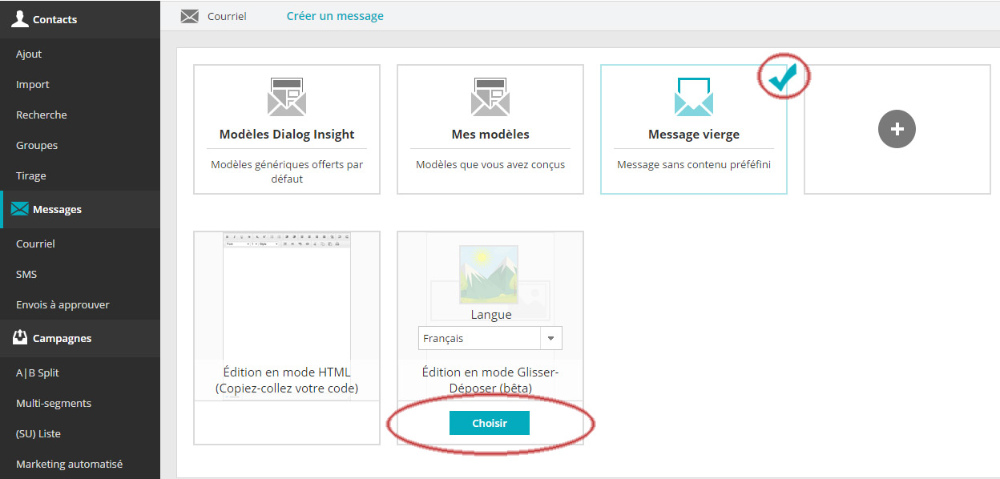 Contacts
Ajout
Import
Recherche
Groupes
Tirage
Messages
Courriel
SMS
Envois à approuver
Campagnes
A|B Split
Multi-segments
(SU) Liste
Marketing automatisé
Courriel
Créer un message
Modèles Dialog Insight
Modèles génériques offerts par
défaut
Mes modèles
Modèles que vous avez conçus
Message vierge
Message sans contenu préféfini
Édition en mode HTML
(Copiez-collez votre code)
Langue
Français
Édition en mode Glisser-
Déposer (bêta)
Choisir